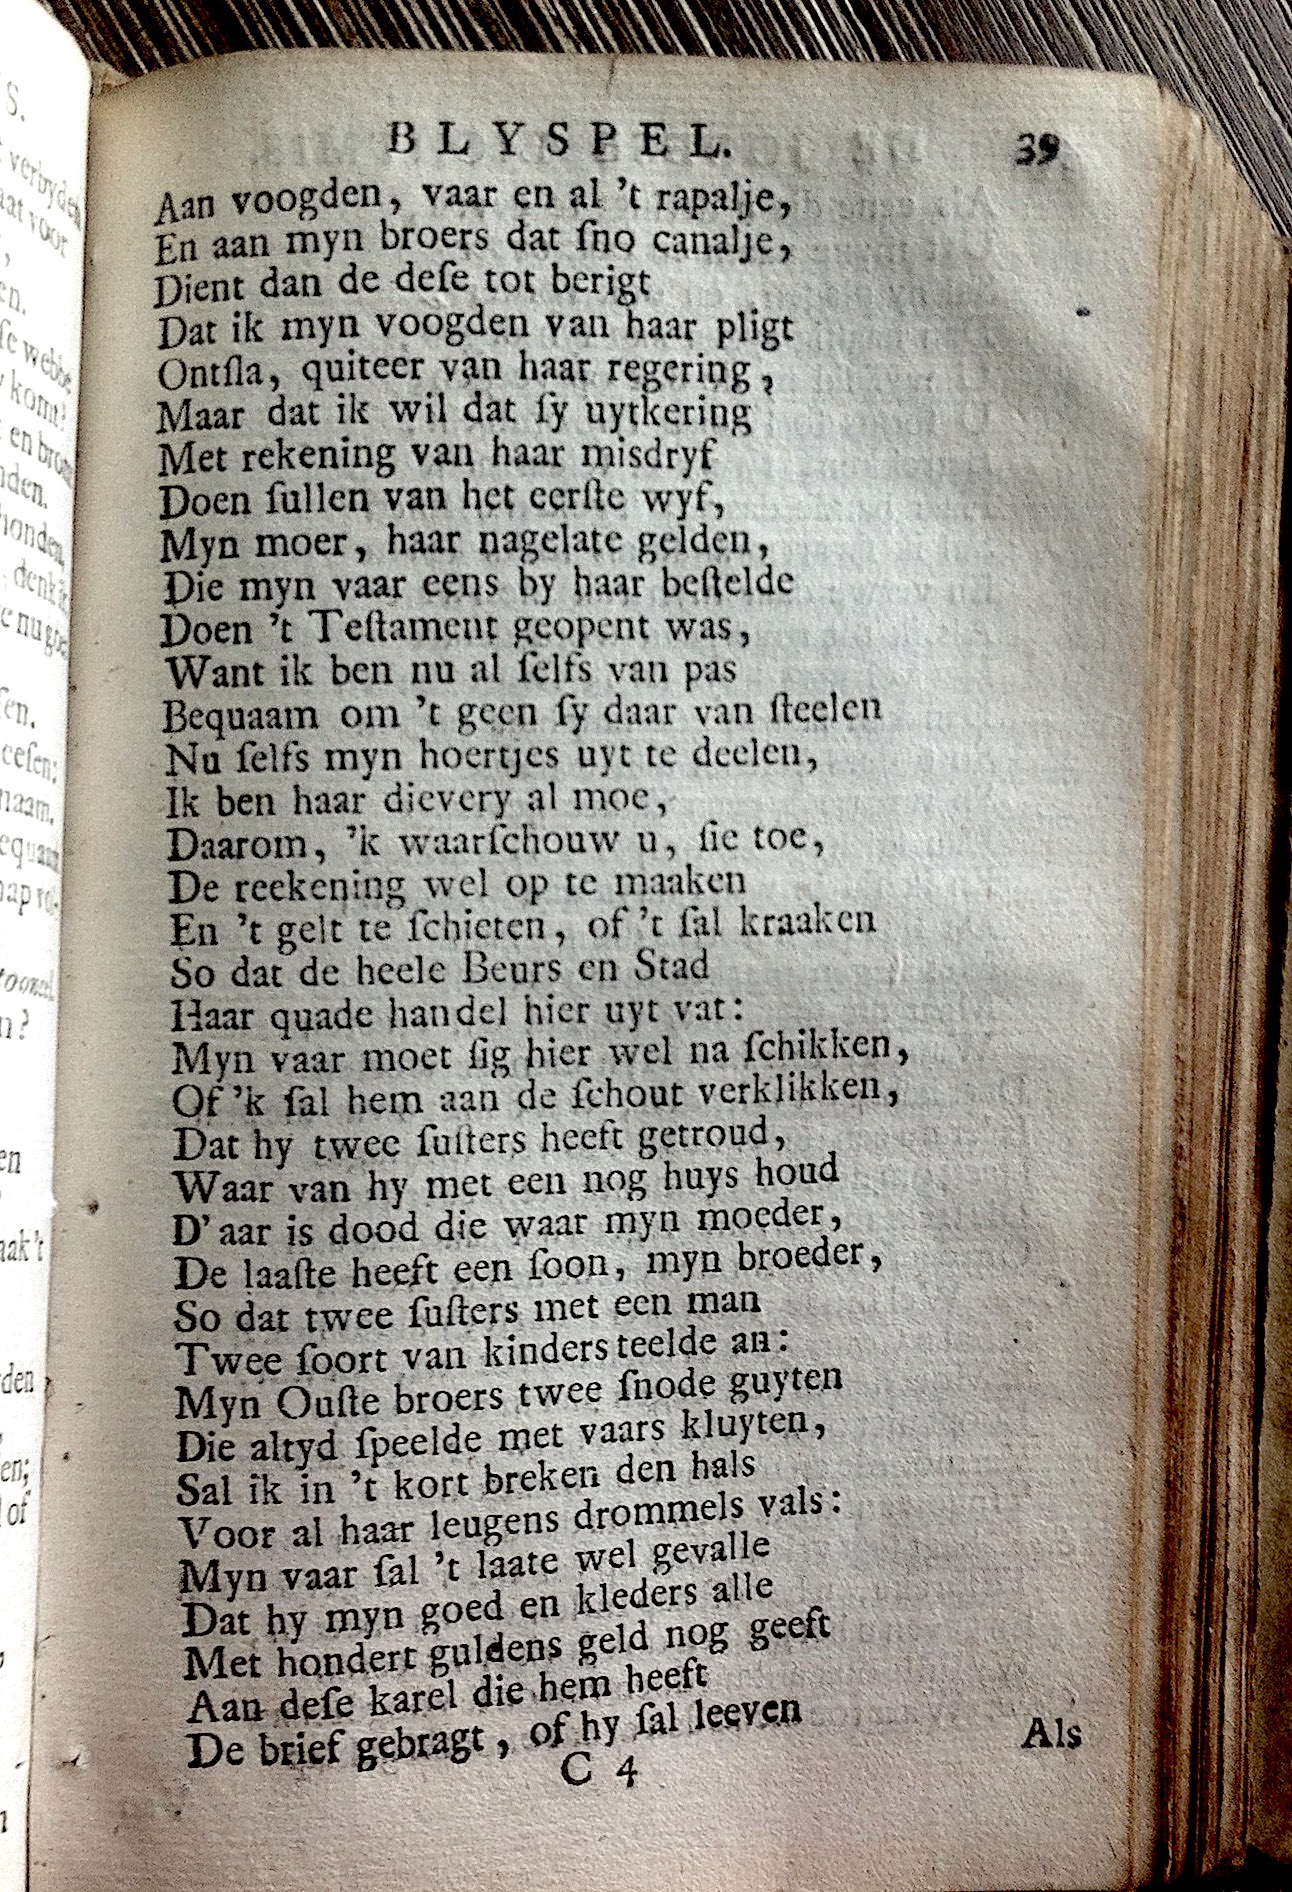 BLYSPEL. 39
Aan voogden, vaar en al 't rapalje,
En aan myn broers dat ſno canalje,
Dient dan de deſe tot berigt
Dat ik myn voogden van haar pligt
Ontſla, quiteer van haar regering,
Maar dat ik wil dat ſy uytkering
Met rekening van haar misdryf
Doen ſullen van het eerſte wyf,
Myn moer, haar nagelate gelden,
Die myn vaar eens by haar beſtelde
Doen 't Teſtament geopent was,
Want ik ben nu al ſelfs van pas
Bequaam om 't geen ſy daar van ſteelen
Nu ſelfs myn hoertjes uyt te deelen,
Ik ben haar dievery al moe,
Daarom, 'k waarſchouw u, ſie toe,
De reekening wel op te maaken
En 't gelt te ſchieten, of 't ſal kraaken
So dat de heele Beurs en Stad
Haar quade handel hier uyt vat:
Myn vaar moet ſig hier wel na ſchikken,
Of 'k ſal hem aan de ſchout verklikken,
Dat hy twee ſuſters heeft getroud,
Waar van hy met een nog huys houd
D'aar is dood die waar myn moeder,
De laaſte heeft een ſoon, myn broeder,
So dat twee ſuſters met een man
Twee ſoort van kinders teelde an:
Myn Ouſte broers twee ſnode guyten
Die altyd ſpeelde met vaars kluyten,
Sal ik in 't kort breken den hals
Voor al haar leugens drommels vals:
Myn vaar ſal 't laate wel gevalle
Dat hy myn goed en kleders alle
Met hondert guldens geld nog geeft
Aan deſe karel die hem heeft
De brief gebragt, of hy ſal leeven
C 4 Als